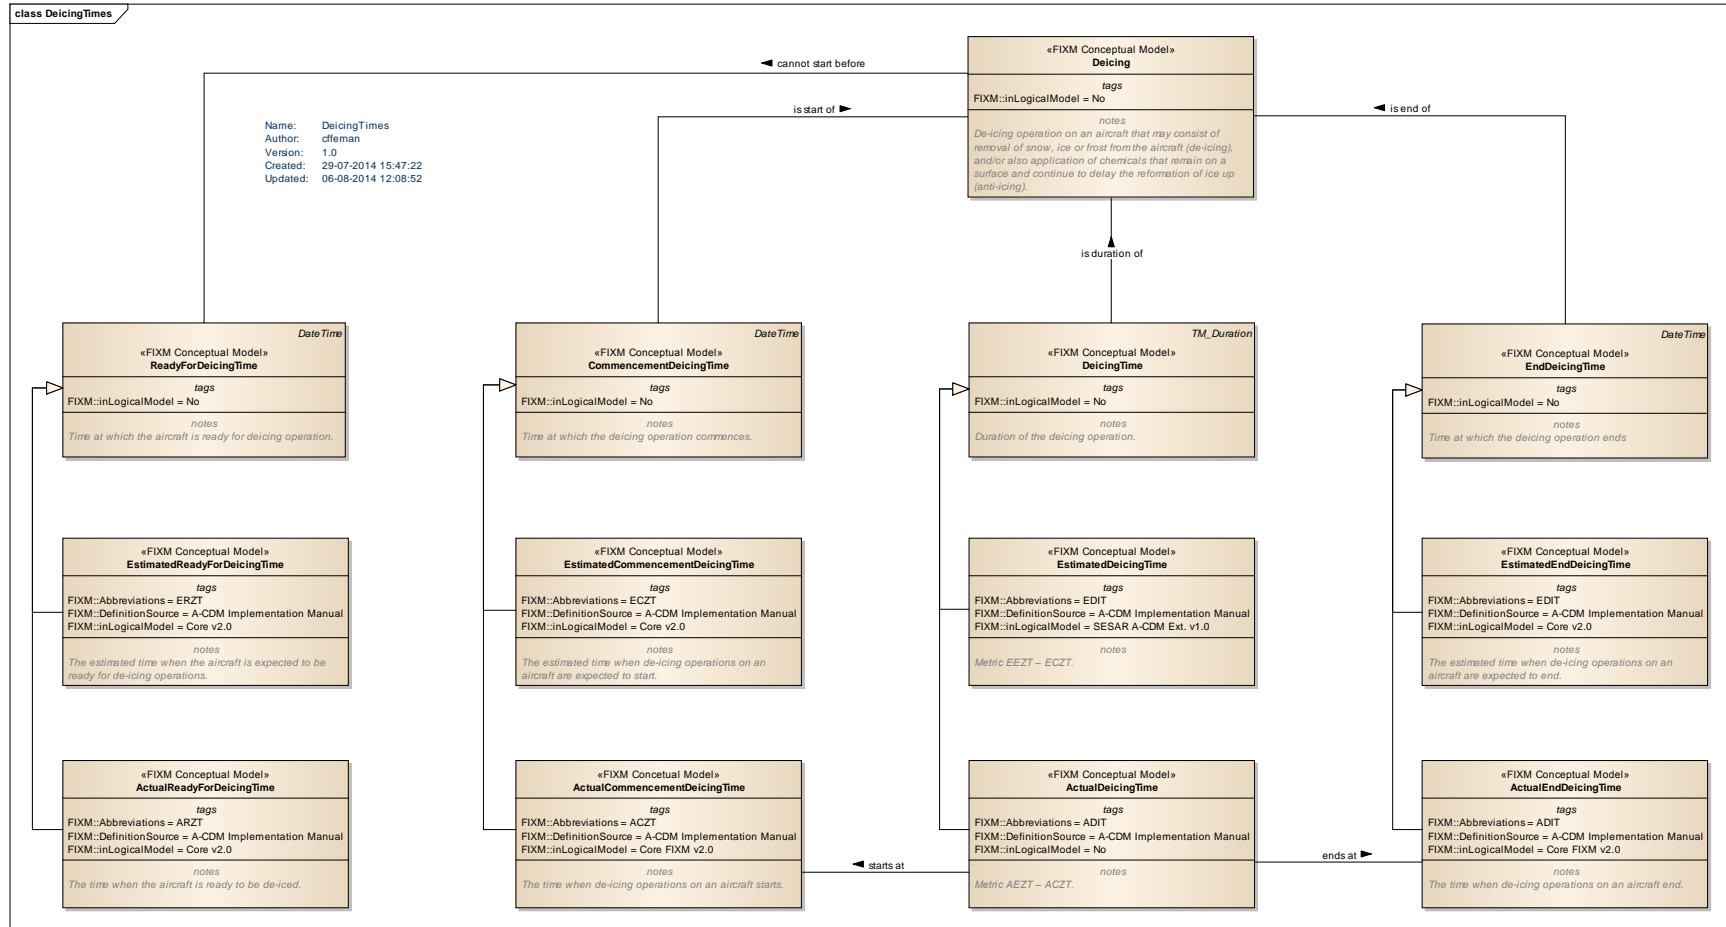 class DeicingTimes
«FIXM Conceptual Model»
Deicing
tags
FIXM::inLogicalModel = No
notes
De-icing operation on an aircraft that may consist of
removal of snow, ice or frost from the aircraft (de-icing),
and/or also application of chemicals that remain on a
surface and continue to delay the reformation of ice up
(anti-icing).
cannot start before
is start of
is end of
is duration of
Name: DeicingTimes
Author: cffernan
Version: 1.0
Created: 29-07-2014 15:47:22
Updated: 06-08-2014 12:08:52
DateTime
«FIXM Conceptual Model»
ReadyForDeicingTime
tags
FIXM::inLogicalModel = No
notes
Time at which the aircraft is ready for deicing operation.
DateTime
«FIXM Conceptual Model»
CommencementDeicingTime
tags
FIXM::inLogicalModel = No
notes
Time at which the deicing operation commences.
TM_Duration
«FIXM Conceptual Model»
DeicingTime
tags
FIXM::inLogicalModel = No
notes
Duration of the deicing operation.
DateTime
«FIXM Conceptual Model»
EndDeicingTime
tags
FIXM::inLogicalModel = No
notes
Time at which the deicing operation ends
«FIXM Conceptual Model»
EstimatedReadyForDeicingTime
tags
FIXM::Abbreviations = ERZT
FIXM::DefinitionSource = A-CDM Implementation Manual
FIXM::inLogicalModel = Core v2.0
notes
The estimated time when the aircraft is expected to be
ready for de-icing operations.
«FIXM Conceptual Model»
EstimatedCommencementDeicingTime
tags
FIXM::Abbreviations = ECZT
FIXM::DefinitionSource = A-CDM Implementation Manual
FIXM::inLogicalModel = Core v2.0
notes
The estimated time when de-icing operations on an
aircraft are expected to start.
«FIXM Conceptual Model»
EstimatedDeicingTime
tags
FIXM::Abbreviations = EDIT
FIXM::DefinitionSource = A-CDM Implementation Manual
FIXM::inLogicalModel = SESAR A-CDM Ext. v1.0
notes
Metric EEZT – ECZT.
«FIXM Conceptual Model»
EstimatedEndDeicingTime
tags
FIXM::Abbreviations = EDIT
FIXM::DefinitionSource = A-CDM Implementation Manual
FIXM::inLogicalModel = Core v2.0
notes
The estimated time when de-icing operations on an
aircraft are expected to end.
«FIXM Conceptual Model»
ActualReadyForDeicingTime
tags
FIXM::Abbreviations = ARZT
FIXM::DefinitionSource = A-CDM Implementation Manual
FIXM::inLogicalModel = Core v2.0
notes
The time when the aircraft is ready to be de-iced.
«FIXM Concetual Model»
ActualCommencementDeicingTime
tags
FIXM::Abbreviations = ACZT
FIXM::DefinitionSource = A-CDM Implementation Manual
FIXM::inLogicalModel = Core FIXM v2.0
notes
The time when de-icing operations on an aircraft starts.
starts at
«FIXM Conceptual Model»
ActualDeicingTime
tags
FIXM::Abbreviations = ADIT
FIXM::DefinitionSource = A-CDM Implementation Manual
FIXM::inLogicalModel = No
notes
Metric AEZT – ACZT.
ends at
«FIXM Conceptual Model»
ActualEndDeicingTime
tags
FIXM::Abbreviations = ADIT
FIXM::DefinitionSource = A-CDM Implementation Manual
FIXM::inLogicalModel = Core FIXM v2.0
notes
The time when de-icing operations on an aircraft end.